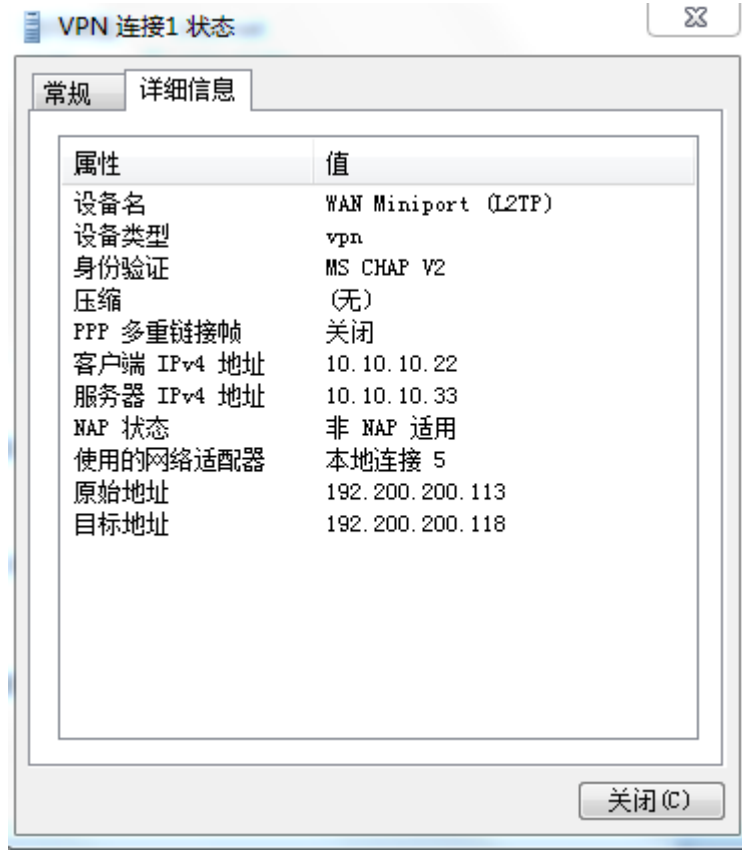 VPN 连接1 状态
常规 详细信息
属性 值
设备名 WAN Miniport (L2TP)
设备类型 vpn
身份验证 MS CHAP V2
压缩 (无)
PPP 多重链接帧 关闭
客户端 IPv4 地址 10.10.10.22
服务器 IPv4 地址 10.10.10.33
NAP 状态 非 NAP 适用
使用的网络适配器 本地连接 5
原始地址 192.200.200.113
目标地址 192.200.200.118
关闭(C)